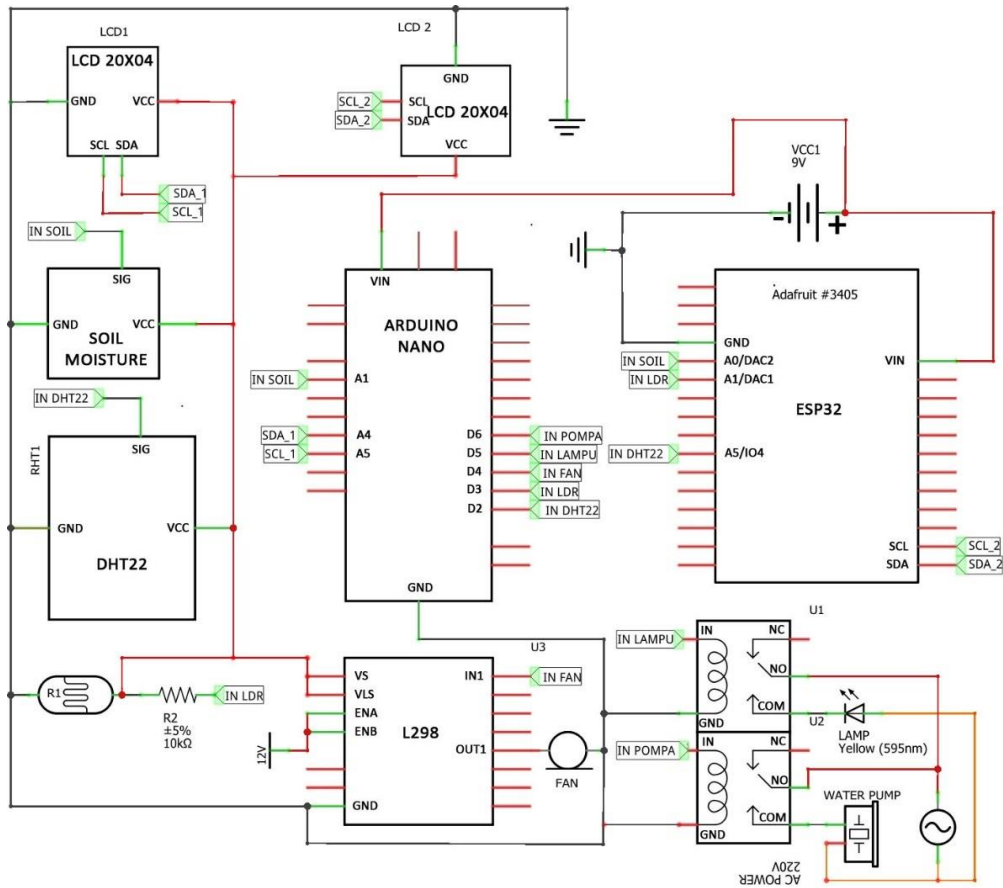 LCD1
LCD 20X04
GND
VCC
SCL
SDA
SDA_1
SCL_1
LCD 2
GND
SCL_2
SCL
LCD 20X04
SDA_2
SDA
VCC
VCC1
9V
-
+
IN SOIL
SIG
GND
VCC
SOIL
MOISTURE
IN DHT22
SIG
RHT1
GND
VCC
DHT22
VIN
ARDUINO
NANO
IN SOIL
A1
SDA_1
A4
SCL_1
A5
D6
IN POMPA
D5
IN LAMPU
D4
IN FAN
D3
IN LDR
D2
IN DHT22
GND
Adafruit #3405
GND
IN SOIL
A0/DAC2
VIN
IN LDR
A1/DAC1
ESP32
IN DHT22
A5/IO4
SCL
SCL_2
SDA
SDA_2
R1
IN LDR
R2
±5%
10kΩ
U3
VS
IN1
IN FAN
VLS
ENA
ENB
L298
12V
OUT1
GND
FAN
U1
IN LAMPU
IN
NC
NO
COM
GND
U2
LAMP
Yellow (595nm)
IN POMPA
IN
NC
NO
COM
GND
WATER PUMP
AC POWER
220V